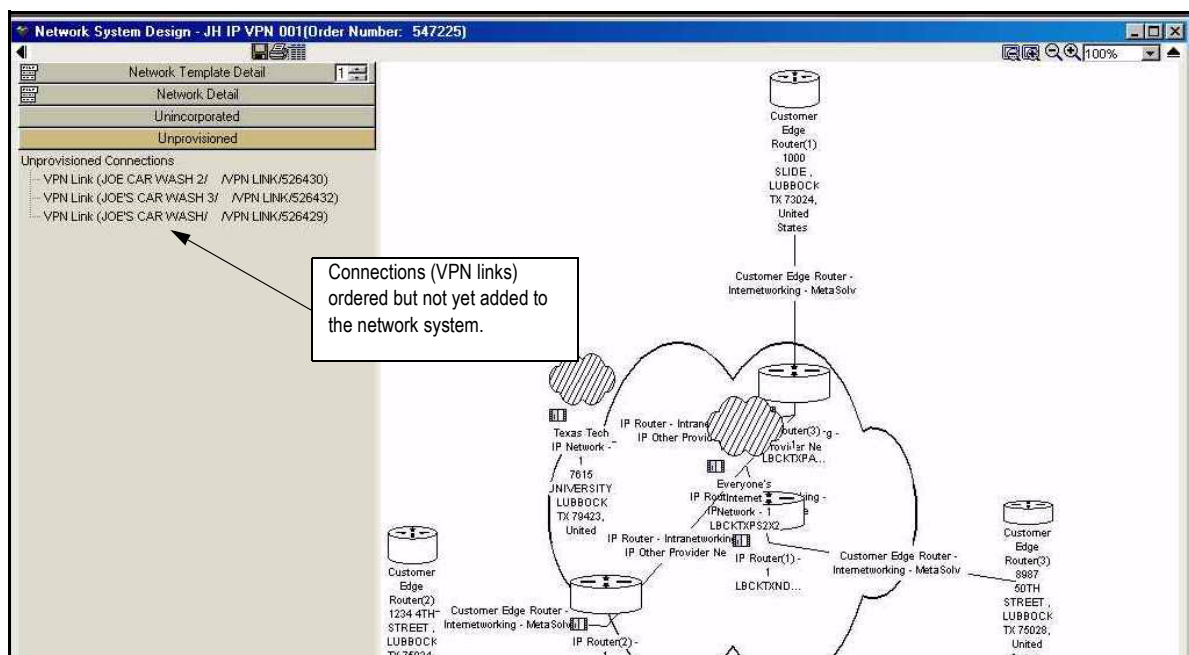 Network System Design - JH IP VPN 001(Order Number: 547225)
100%
Network Template Detail
1
Network Detail
Unincorporated
Unprovisioned
Unprovisioned Connections
VPN Link (JOE CAR WASH 2/ /VPN LINK/526430)
VPN Link (JOE'S CAR WASH 3/ /VPN LINK/526432)
VPN Link (JOE'S CAR WASH/ /VPN LINK/526429)
Connections (VPN links)
ordered but not yet added to
the network system.
Customer
Edge
Router(1)
1000
SLIDE ,
LUBBOCK
TX 73024,
United
States
Customer Edge Router -
Internetworking - MetaSolv
Texas Tech
IP Network -
1
7615
UNIVERSITY
LUBBOCK
TX 79423,
United
IP Router - Intrane
IP Other Provid
outer(3) -
1
LBCKTXPA...
Everyone's
Internet
Network - 1
LBCKTXPS2X2
IP Router - Intranetworking
IP Other Provider Ne
IP Router(1) -
1
LBCKTXND...
Customer Edge Router -
Internetworking - MetaSolv
Customer
Edge
Router(3)
8987
50TH
STREET ,
LUBBOCK
TX 75028,
United
Customer
Edge
Router(2)
1234 4TH
STREET ,
LUBBOCK
Customer Edge Router -
Internetworking - MetaSolv
IP Router(2) -